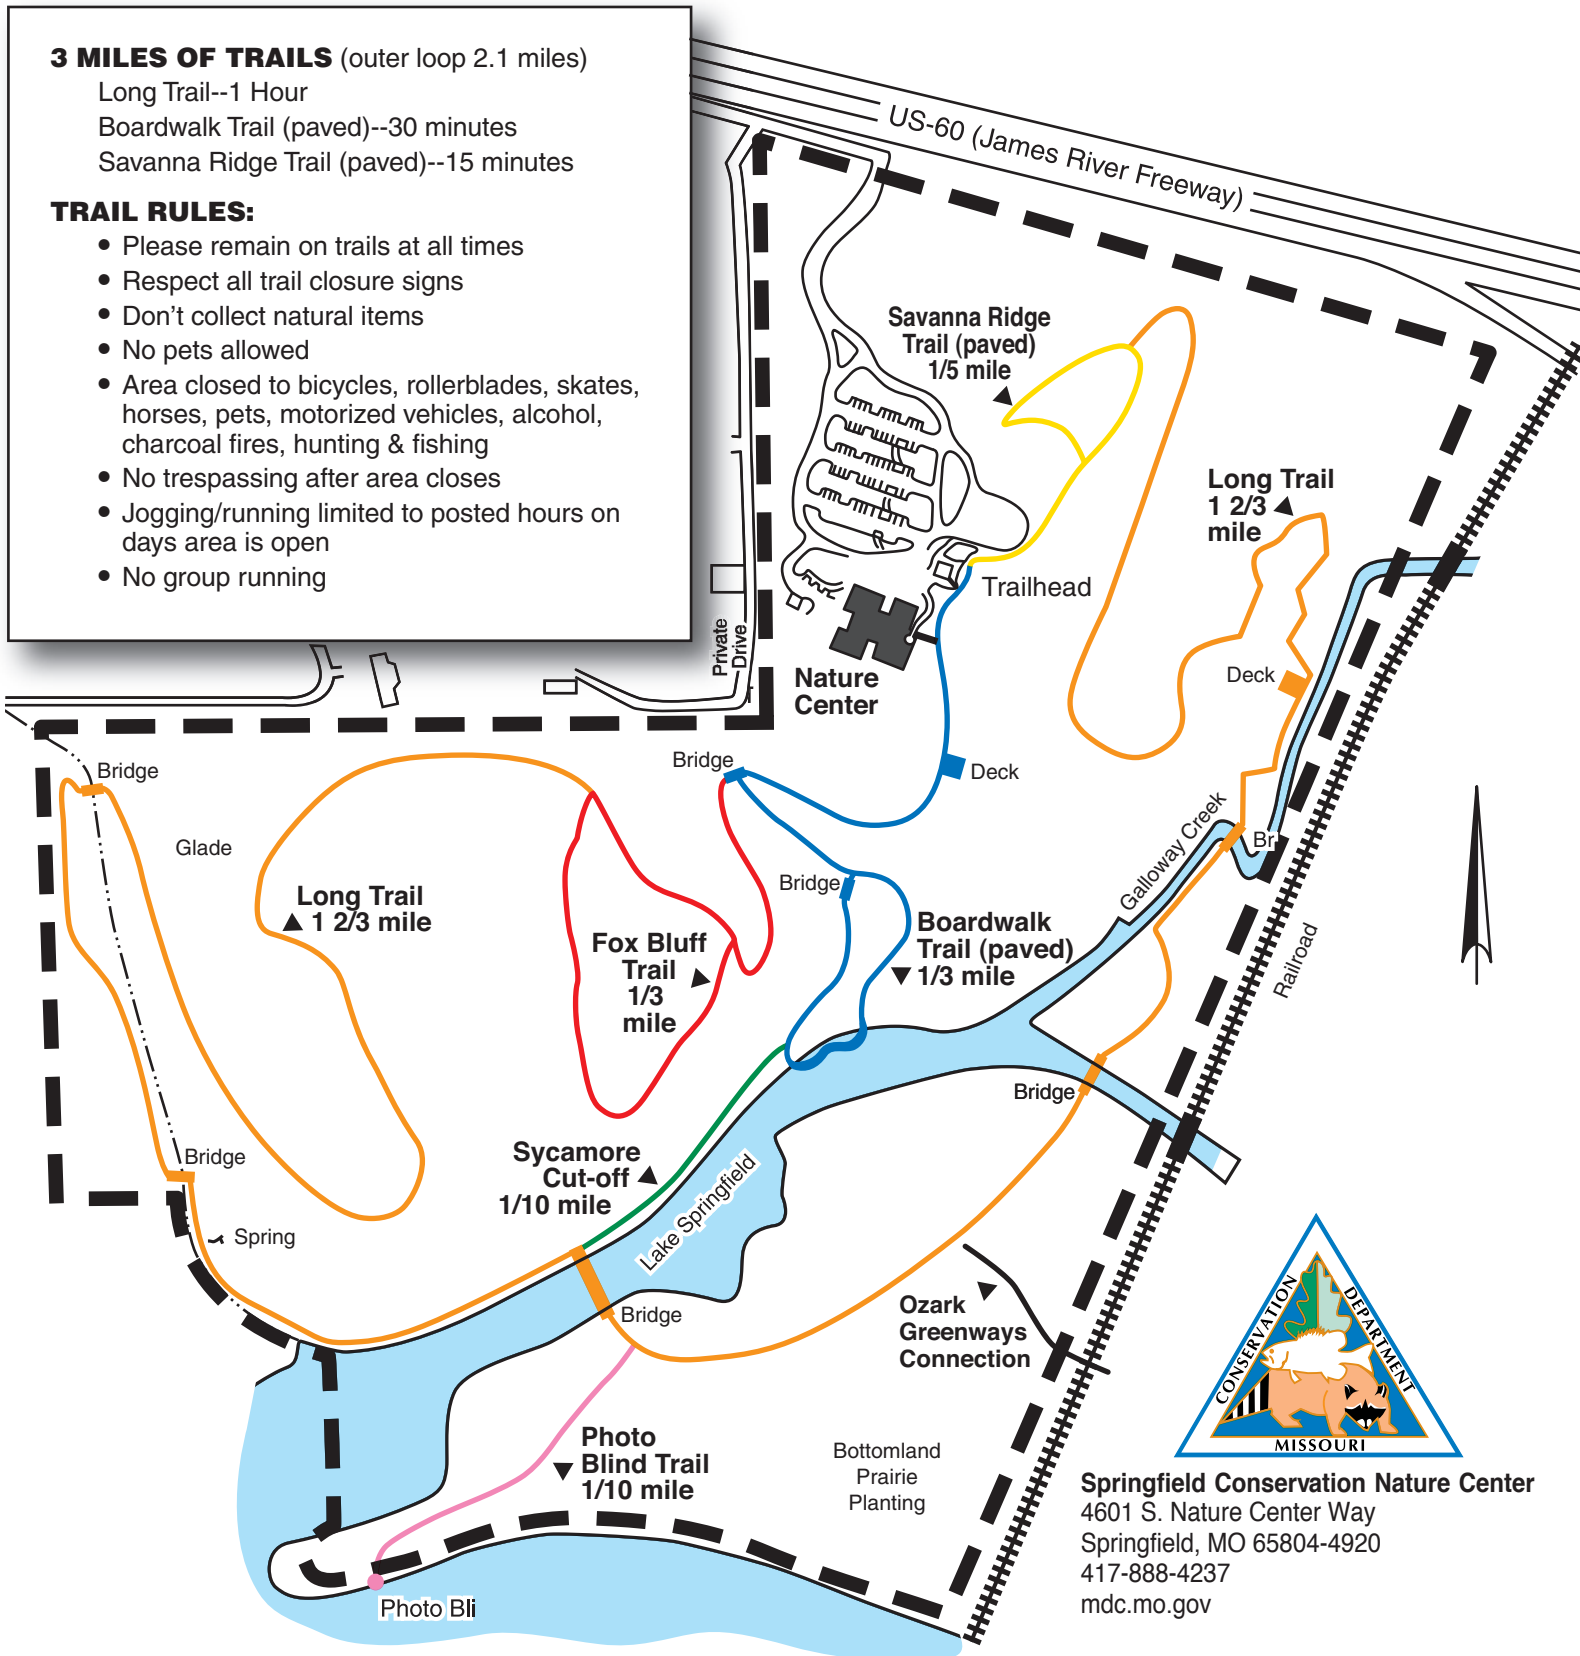 3 MILES OF TRAILS (outer loop 2.1 miles)
Long Trail--1 Hour
Boardwalk Trail (paved)--30 minutes
Savanna Ridge Trail (paved)--15 minutes
TRAIL RULES:
• Please remain on trails at all times
• Respect all trail closure signs
• Don't collect natural items
• No pets allowed
• Area closed to bicycles, rollerblades, skates,
horses, pets, motorized vehicles, alcohol,
charcoal fires, hunting & fishing
• No trespassing after area closes
• Jogging/running limited to posted hours on
days area is open
• No group running
US-60 (James River Freeway)
Savanna Ridge
Trail (paved)
1/5 mile
Long Trail
1 2/3
mile
Trailhead
Private
Drive
Nature
Center
Deck
Bridge
Bridge
Deck
Glade
Galloway Creek
Br
Bridge
Long Trail
1 2/3 mile
Fox Bluff
Trail
1/3
mile
Boardwalk
Trail (paved)
1/3 mile
Railroad
Bridge
Bridge
Sycamore
Cut-off
1/10 mile
Lake Springfield
Spring
Bridge
Ozark
Greenways
Connection
Photo
Blind Trail
1/10 mile
Bottomland
Prairie
Planting
Photo Bli
CONSERVATION
DEPARTMENT
MISSOURI
Springfield Conservation Nature Center
4601 S. Nature Center Way
Springfield, MO 65804-4920
417-888-4237
mdc.mo.gov